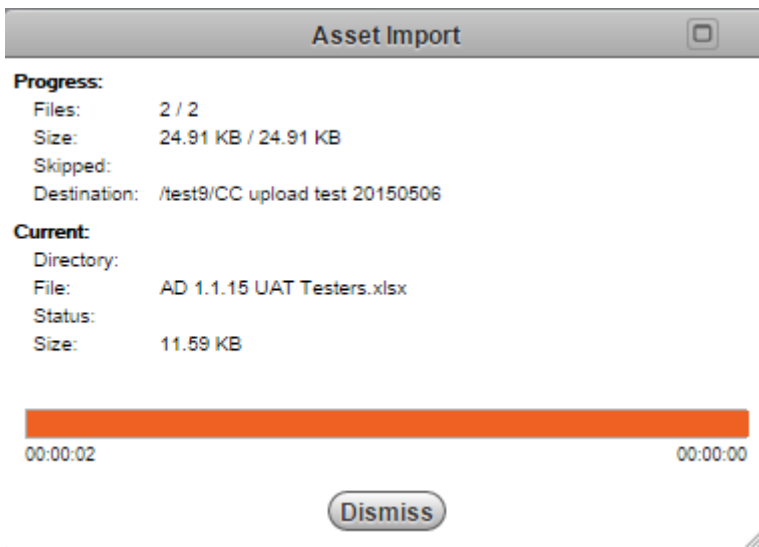 Asset Import
Progress:
Files: 2 / 2
Size: 24.91 KB / 24.91 KB
Skipped:
Destination: /test9/CC upload test 20150506
Current:
Directory:
File: AD 1.1.15 UAT Testers.xlsx
Status:
Size: 11.59 KB
00:00:02 00:00:00
Dismiss